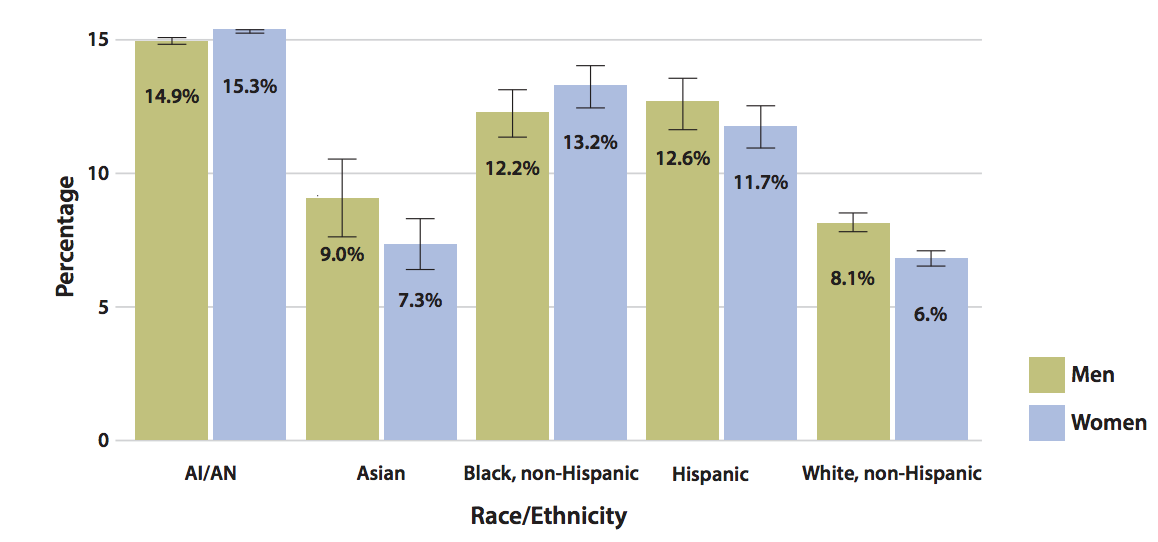 15
10
5
0
Percentage
14.9%
15.3%
9.0%
7.3%
12.2%
13.2%
12.6%
11.7%
8.1%
6.%
AI/AN
Asian
Black, non-Hispanic
Hispanic
White, non-Hispanic
Race/Ethnicity
Men
Women